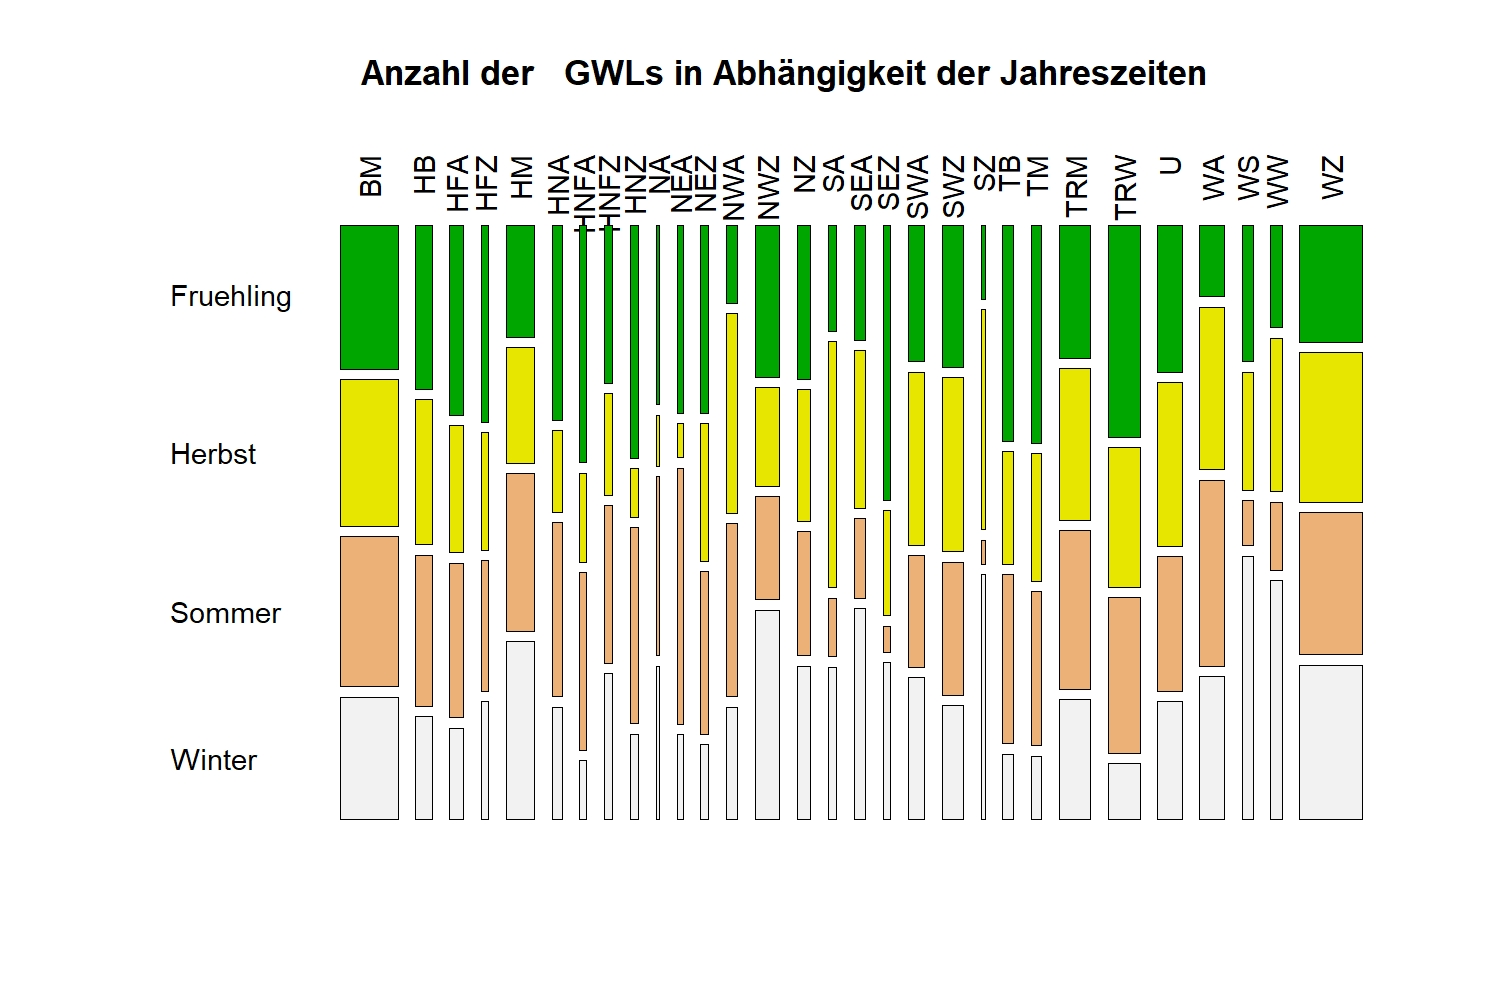 Anzahl der   GWLs in Abhängigkeit der Jahreszeiten
BM HB HFA HFZ HM HNA HNFA HNFZ HNZ NA NEA NEZ NWA NWZ NZ SA SEA SEZ SWA SWZ SZ TB TM TRM TRW U WA WS WW WZ
Fruehling
Herbst
Sommer
Winter